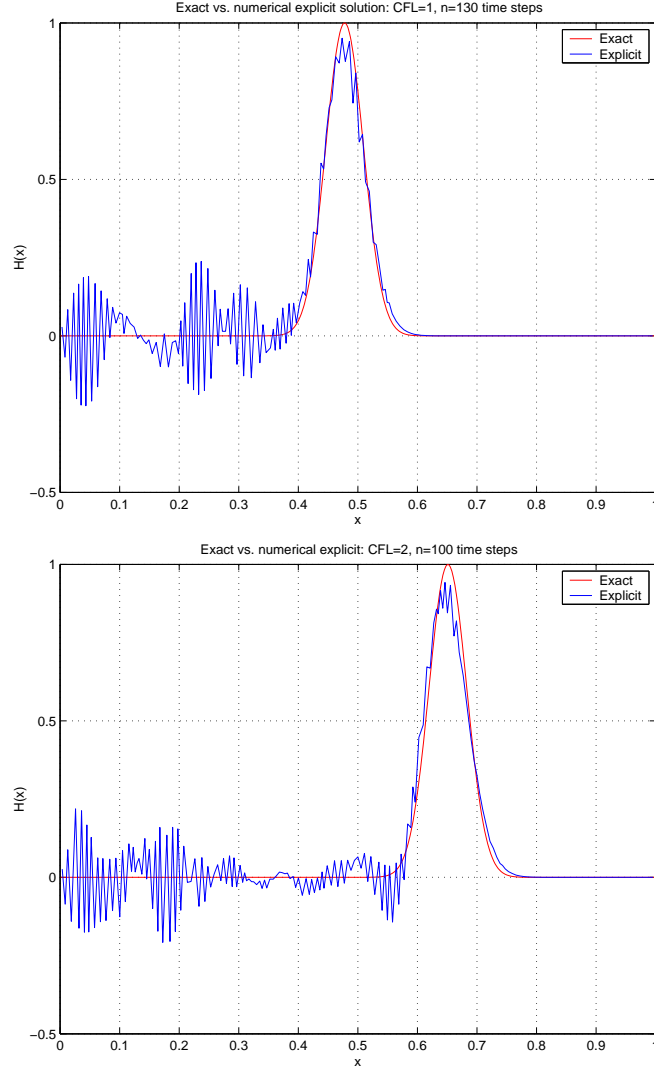 Exact vs. numerical explicit solution: CFL=1, n=130 time steps
1
Exact
Explicit
0.5
H(x)
0
−0.5
0 0.1 0.2 0.3 0.4 0.5 0.6 0.7 0.8 0.9 1
x
Exact vs. numerical explicit: CFL=2, n=100 time steps
1
Exact
Explicit
0.5
H(x)
0
−0.5
0 0.1 0.2 0.3 0.4 0.5 0.6 0.7 0.8 0.9 1
x